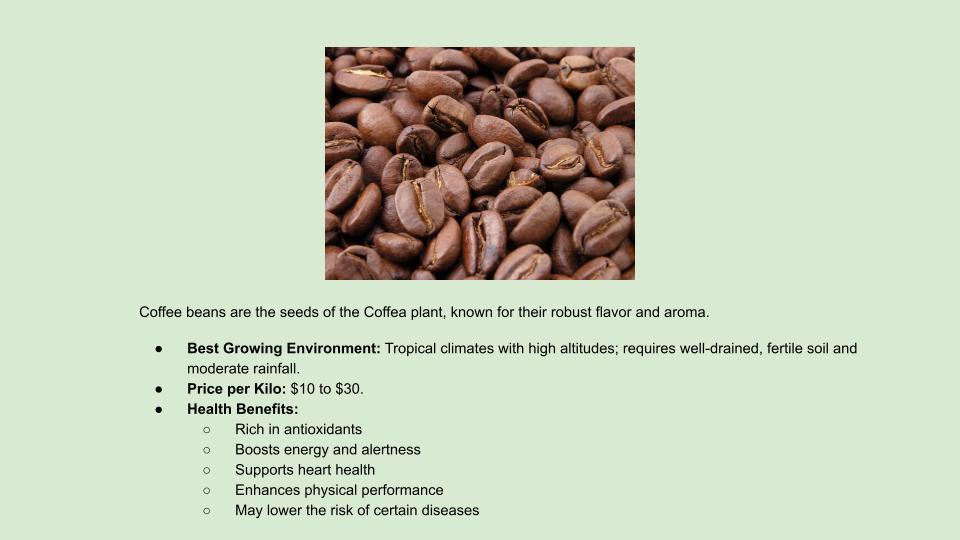 Coffee beans are the seeds of the Coffea plant, known for their robust flavor and aroma.
● Best Growing Environment: Tropical climates with high altitudes; requires well-drained, fertile soil and
moderate rainfall.
● Price per Kilo: $10 to $30.
● Health Benefits:
○ Rich in antioxidants
○ Boosts energy and alertness
○ Supports heart health
○ Enhances physical performance
○ May lower the risk of certain diseases